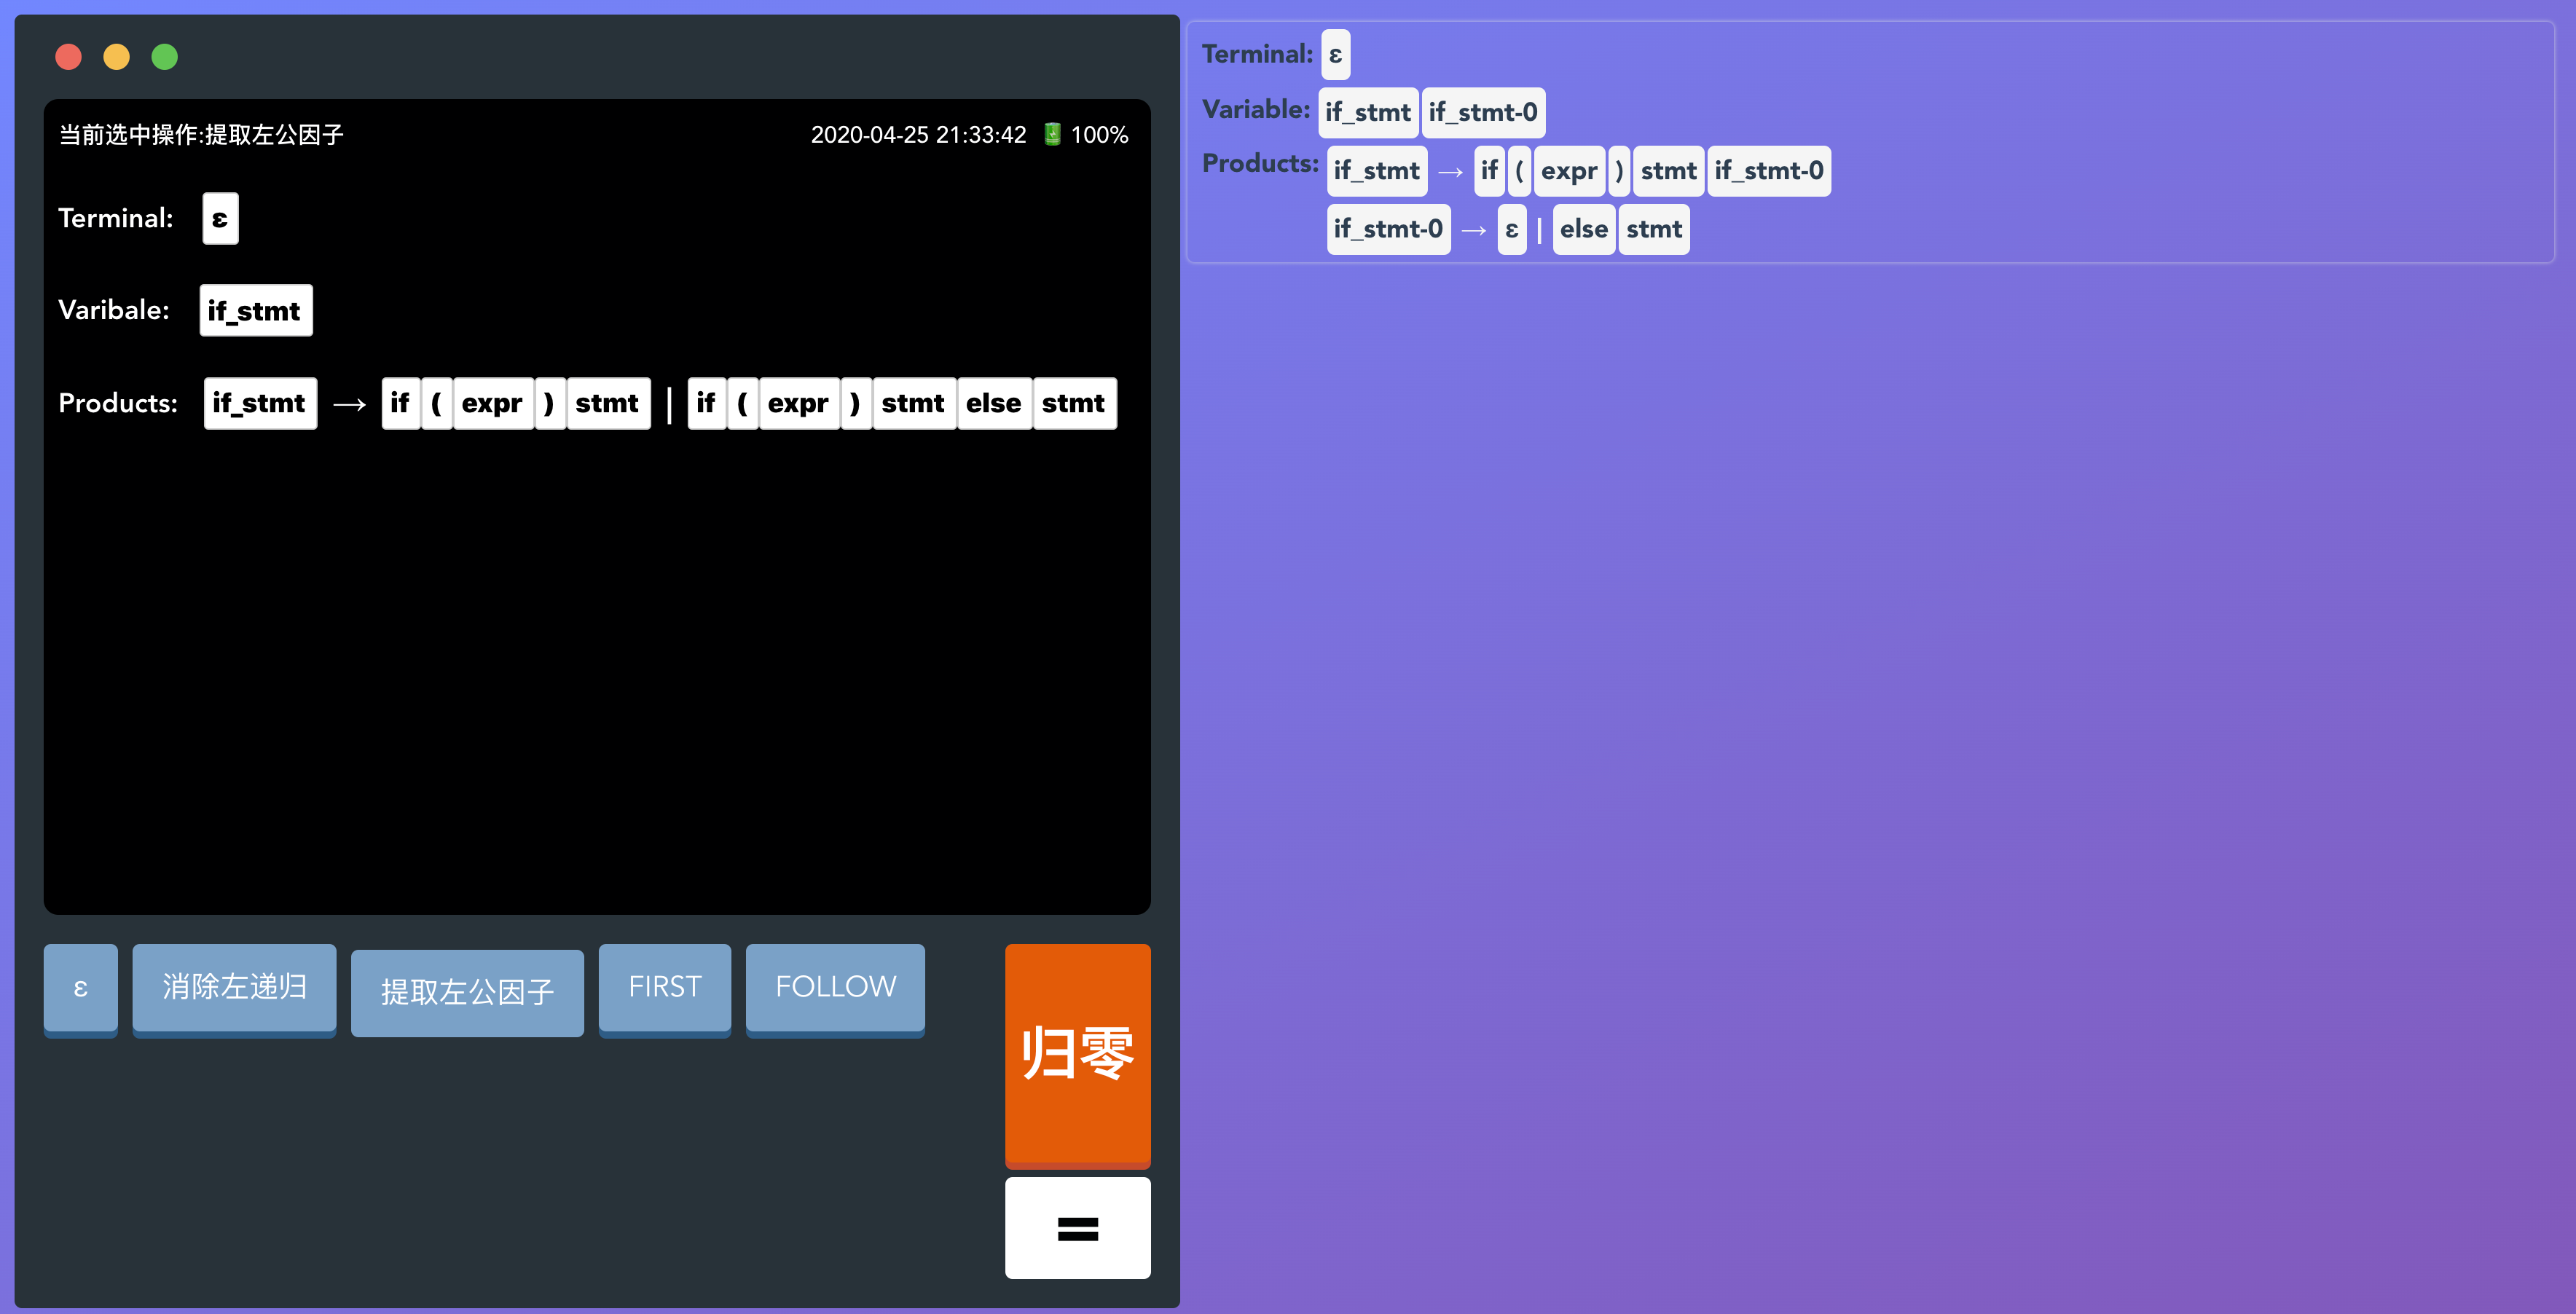 当前选中操作:提取左公因子 2020-04-25 21:33:42 100%
Terminal: ε
Varibale: if_stmt
Products: if_stmt → if ( expr ) stmt | if ( expr ) stmt else stmt
ε 消除左递归 提取左公因子 FIRST FOLLOW
归零
=
Terminal: ε
Variable: if_stmt if_stmt-0
Products: if_stmt → if ( expr ) stmt if_stmt-0
if_stmt-0 → ε | else stmt